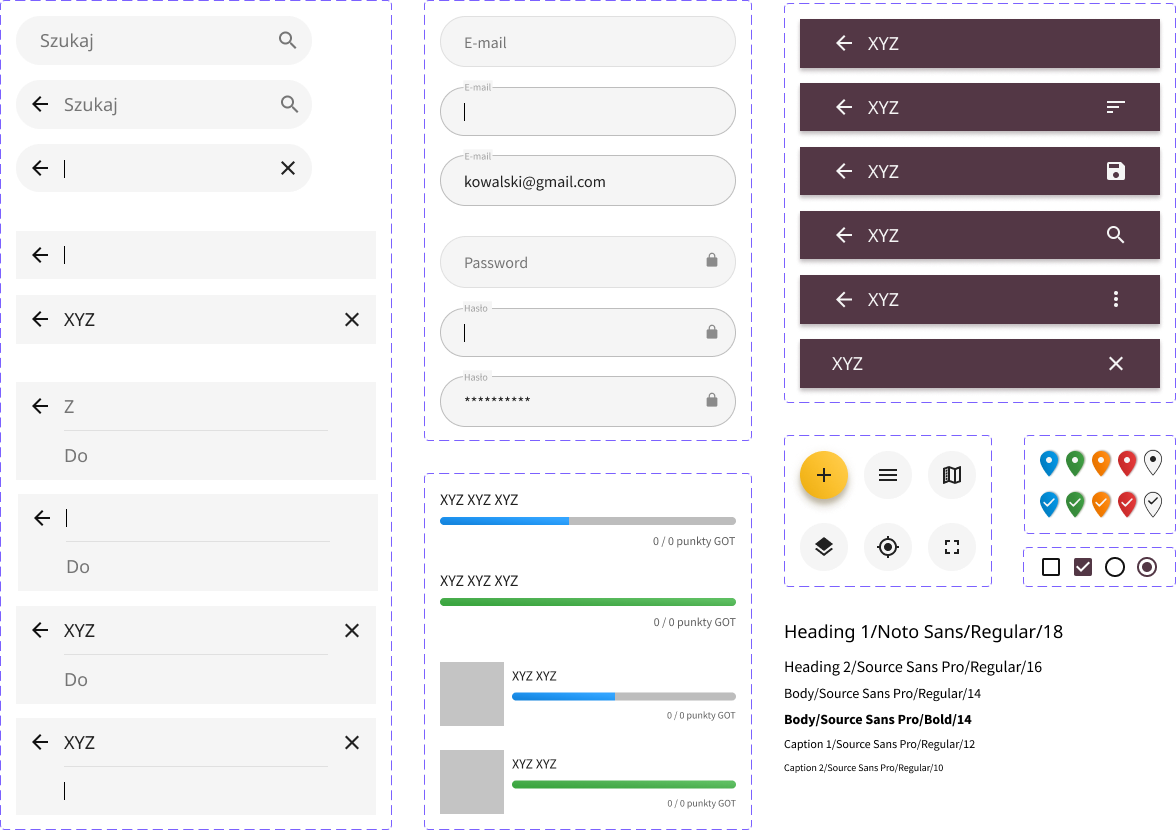 Szukaj
Szukaj
XYZ
Z
Do
Do
XYZ
Do
XYZ
E-mail
E-mail
E-mail
kowalski@gmail.com
Password
Hasło
Hasło
**********
XYZ XYZ XYZ
0 / 0 punkty GOT
XYZ XYZ XYZ
0 / 0 punkty GOT
XYZ XYZ
0 / 0 punkty GOT
XYZ XYZ
0 / 0 punkty GOT
XYZ
XYZ
XYZ
XYZ
XYZ
XYZ
Heading 1/Noto Sans/Regular/18
Heading 2/Source Sans Pro/Regular/16
Body/Source Sans Pro/Regular/14
Body/Source Sans Pro/Bold/14
Caption 1/Source Sans Pro/Regular/12
Caption 2/Source Sans Pro/Regular/10